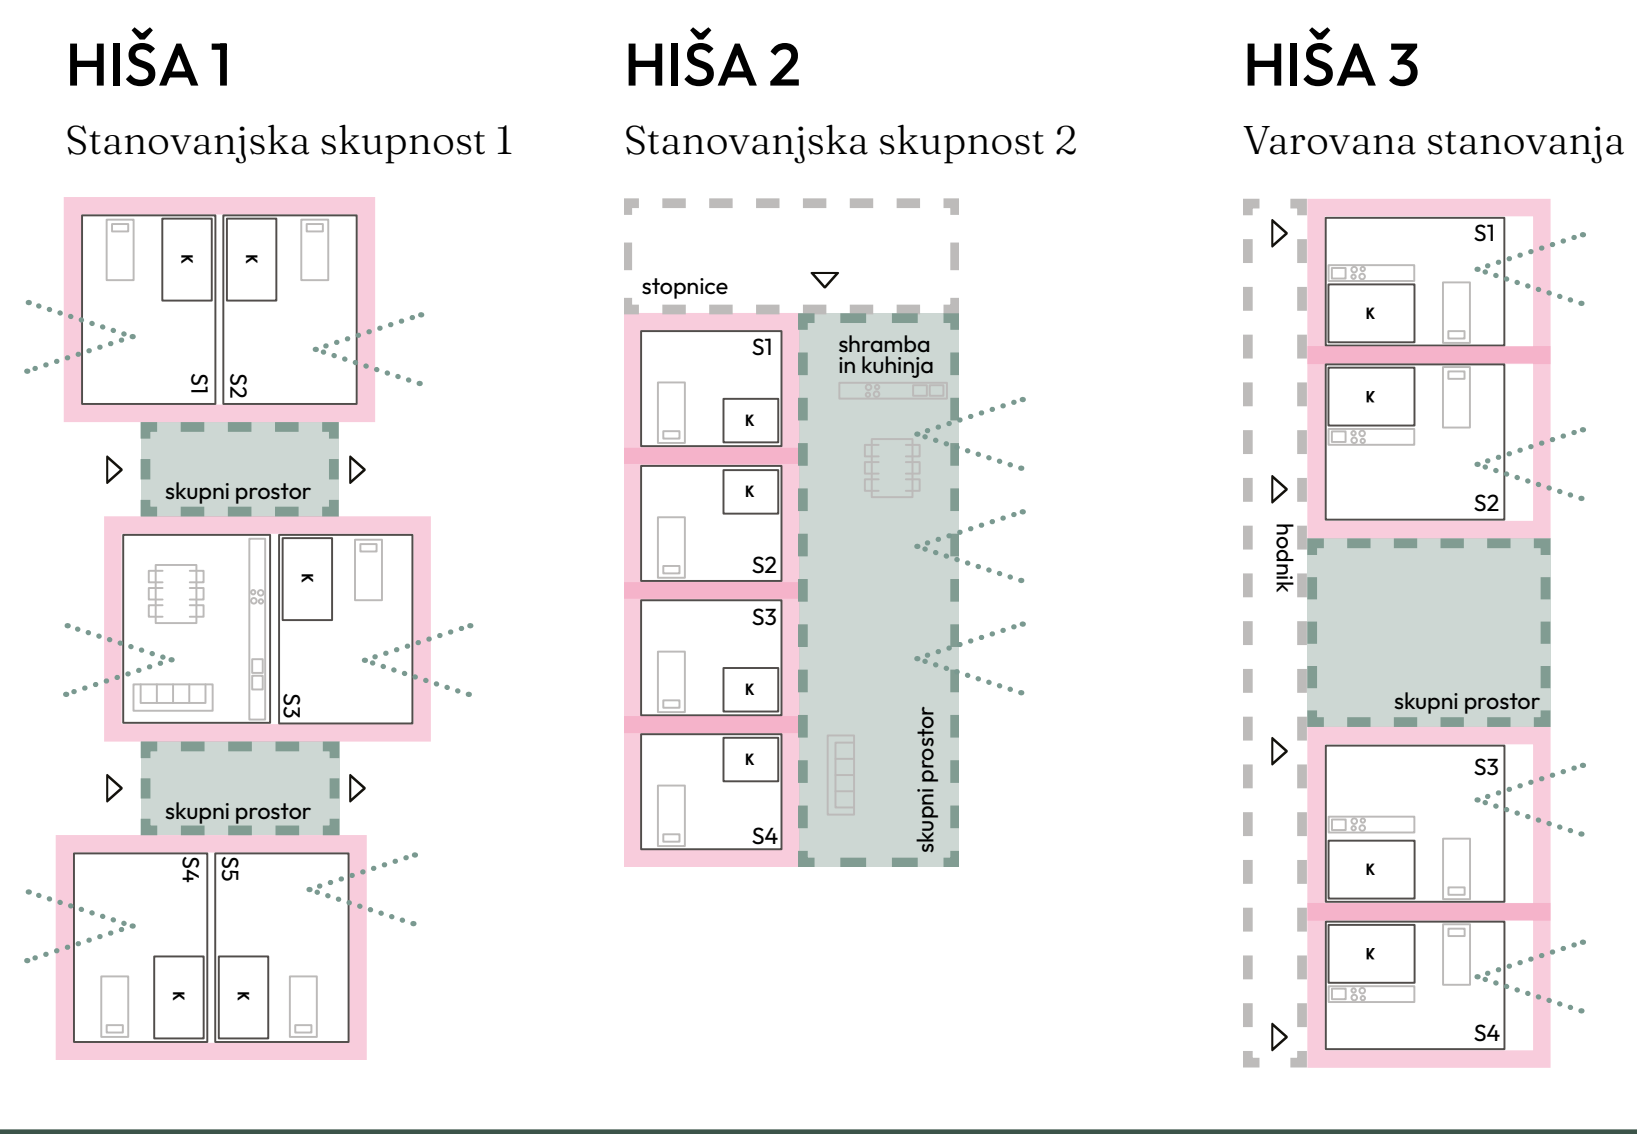 HIŠA 1
Stanovanjska skupnost 1
K
K
S1
S2
skupni prostor
K
S3
skupni prostor
S4
S5
K
K
HIŠA 2
Stanovanjska skupnost 2
stopnice
S1
K
shramba
in kuhinja
K
S2
S3
K
K
S4
skupni prostor
HIŠA 3
Varovana stanovanja
S1
K
K
S2
hodnik
skupni prostor
S3
K
K
S4